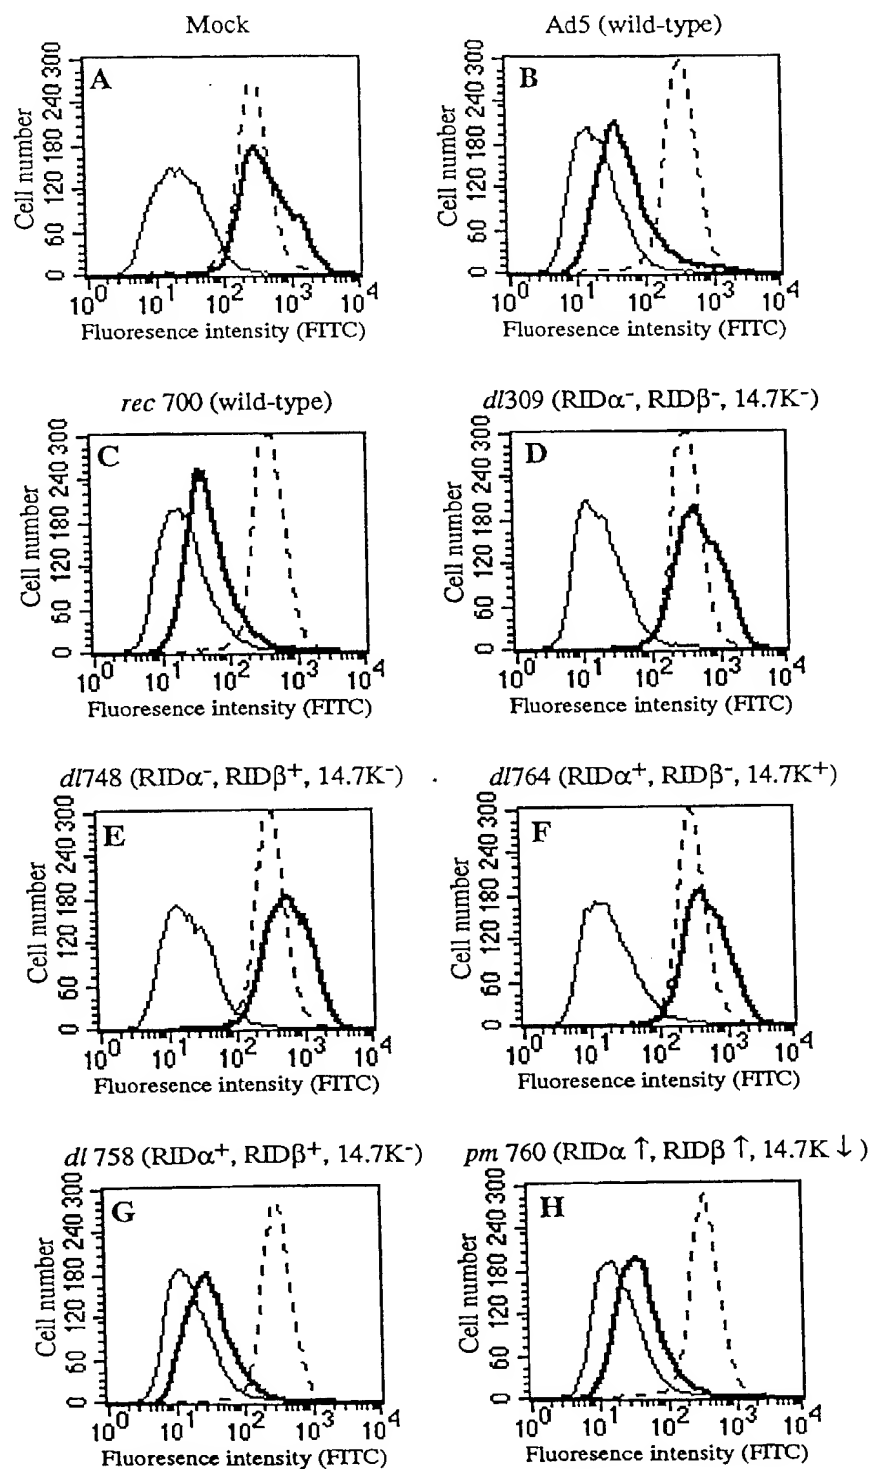 Mock
A
Cell number
0 60 120 180 240 300
10^0 10^1 10^2 10^3 10^4
Fluoresence intensity (FITC)
Ad5 (wild-type)
B
Cell number
0 60 120 180 240 300
10^0 10^1 10^2 10^3 10^4
Fluoresence intensity (FITC)
rec 700 (wild-type)
C
Cell number
0 60 120 180 240 300
10^0 10^1 10^2 10^3 10^4
Fluoresence intensity (FITC)
dl309 (RIDα⁻, RIDβ⁻, 14.7K⁻)
D
Cell number
0 60 120 180 240 300
10^0 10^1 10^2 10^3 10^4
Fluoresence intensity (FITC)
dl748 (RIDα⁻, RIDβ⁺, 14.7K⁻)
E
Cell number
0 60 120 180 240 300
10^0 10^1 10^2 10^3 10^4
Fluoresence intensity (FITC)
dl764 (RIDα⁺, RIDβ⁻, 14.7K⁺)
F
Cell number
0 60 120 180 240 300
10^0 10^1 10^2 10^3 10^4
Fluoresence intensity (FITC)
dl 758 (RIDα⁺, RIDβ⁺, 14.7K⁻)
G
Cell number
0 60 120 180 240 300
10^0 10^1 10^2 10^3 10^4
Fluoresence intensity (FITC)
pm 760 (RIDα ↑, RIDβ ↑, 14.7K ↓)
H
Cell number
0 60 120 180 240 300
10^0 10^1 10^2 10^3 10^4
Fluoresence intensity (FITC)